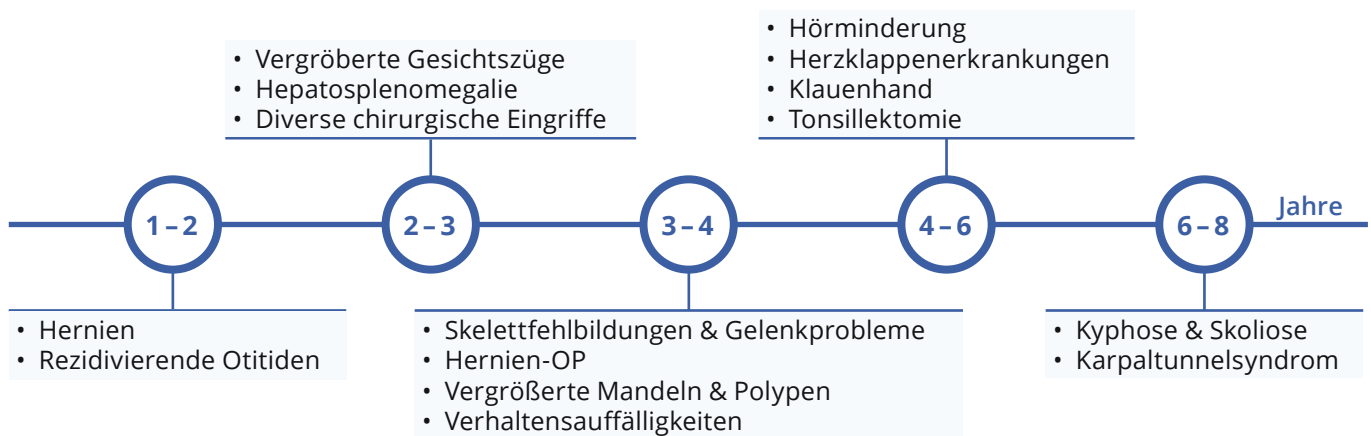 • Hernien
• Rezidivierende Otitiden
1 – 2
• Vergröberte Gesichtszüge
• Hepatosplenomegalie
• Diverse chirurgische Eingriffe
2 – 3
3 – 4
• Skelettfehlbildungen & Gelenkprobleme
• Hernien-OP
• Vergrößerte Mandeln & Polypen
• Verhaltensauffälligkeiten
• Hörminderung
• Herzklappenerkrankungen
• Klauenhand
• Tonsillektomie
4 – 6
6 – 8
Jahre
• Kyphose & Skoliose
• Karpaltunnelsyndrom